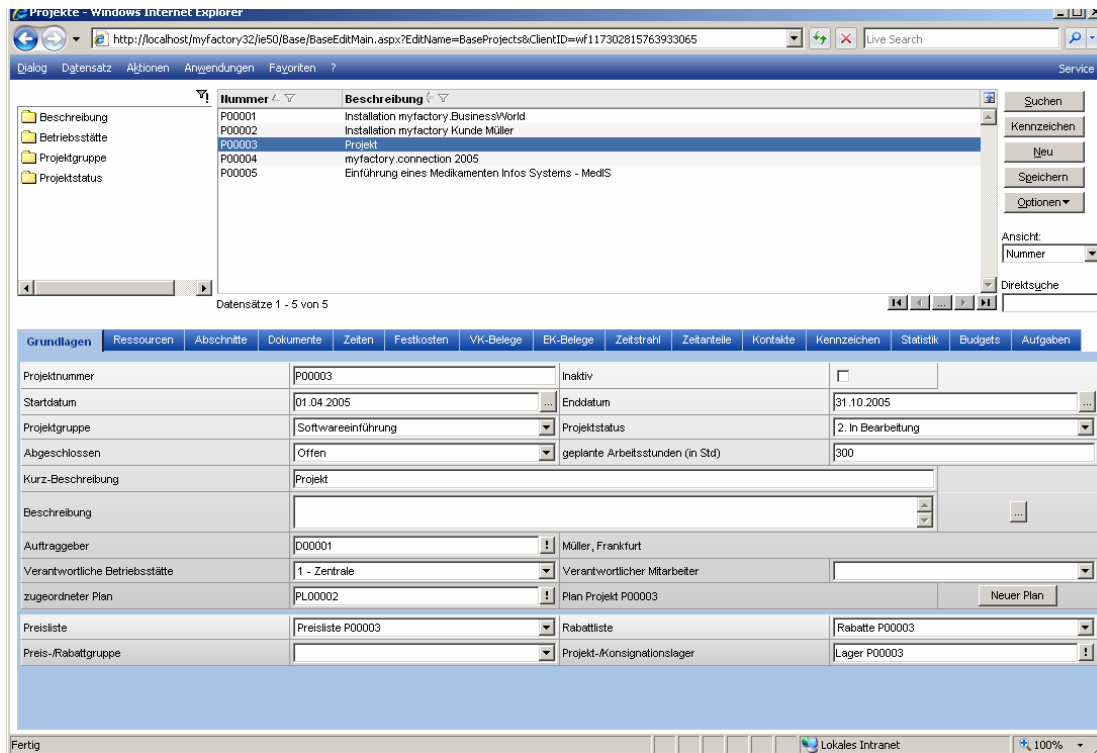 Projekte - Windows Internet Explorer
http://localhost/myfactory32/ie50/Base/BaseEditMain.aspx?EditName=BaseProjects&ClientID=wf117302815763933065
Live Search
Dialog Datensatz Aktionen Anwendungen Favoriten ? Service
Beschreibung
Betriebsstätte
Projektgruppe
Projektstatus
Nummer Beschreibung
P00001 Installation myfactory.BusinessWorld
P00002 Installation myfactory Kunde Müller
P00003 Projekt
P00004 myfactory.connection 2005
P00005 Einführung eines Medikamenten Infos Systems - MedIS
Datensätze 1 - 5 von 5
...
Suchen
Kennzeichen
Neu
Speichern
Optionen
Ansicht:
Nummer
Direktsuche
Grundlagen Ressourcen Abschnitte Dokumente Zeiten Festkosten VK-Belege EK-Belege Zeitstrahl Zeitanteile Kontakte Kennzeichen Statistik Budgets Aufgaben
Projektnummer P00003 Inaktiv
Startdatum 01.04.2005 ... Enddatum 31.10.2005 ...
Projektgruppe Softwareeinführung Projektstatus 2. In Bearbeitung
Abgeschlossen Offen geplante Arbeitsstunden (in Std) 300
Kurz-Beschreibung Projekt
Beschreibung ...
Auftraggeber D00001 ! Müller, Frankfurt
Verantwortliche Betriebsstätte 1 - Zentrale Verantwortlicher Mitarbeiter
zugeordneter Plan PL00002 ! Plan Projekt P00003 Neuer Plan
Preisliste Preisliste P00003 Rabattliste Rabatte P00003
Preis-/Rabattgruppe Projekt-/Konsignationslager Lager P00003 !
Fertig Lokales Intranet 100%